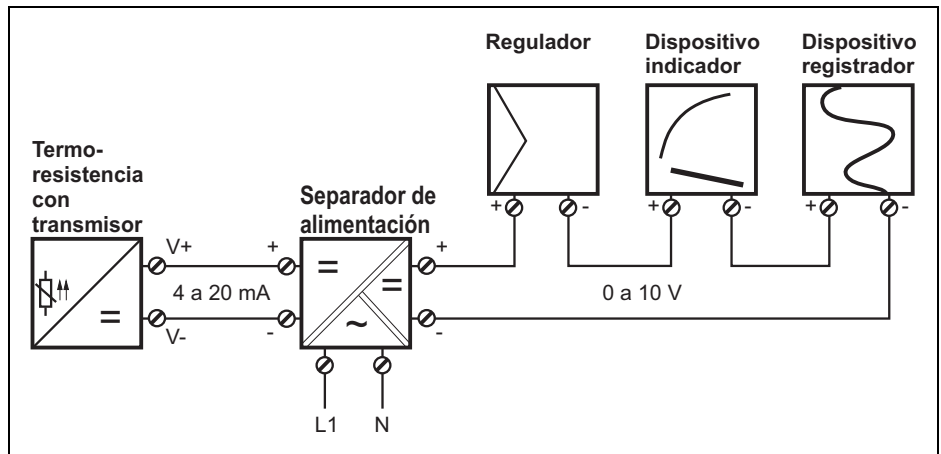 Regulador
Dispositivo
indicador
Dispositivo
registrador
Termo-
resistencia
con
transmisor
Separador de
alimentación
+ -
+ -
+ -
V+
+
+
4 a 20 mA
0 a 10 V
V-
-
-
L1
N